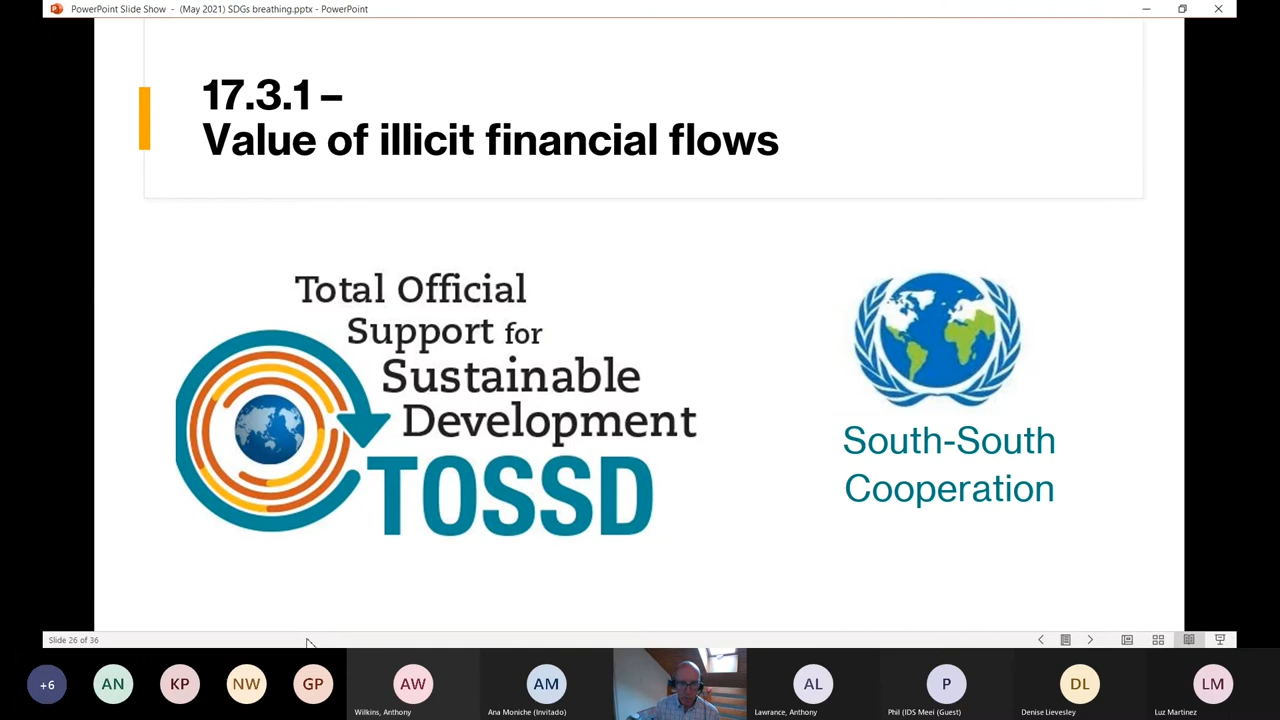 PowerPoint Slide Show - (May 2021) SDGs breathing.pptx - PowerPoint
17.3.1 –
Value of illicit financial flows
Total Official
Support for
Sustainable
Development
TOSSD
South-South
Cooperation
Slide 26 of 36
+6
AN
KP
NW
GP
AW
AM
AL
P
DL
LM
Wilkins, Anthony
Ana Moniche (Invitado)
Lawrance, Anthony
Phil (IDS Meei (Guest)
Denise Lievesley
Luz Martinez